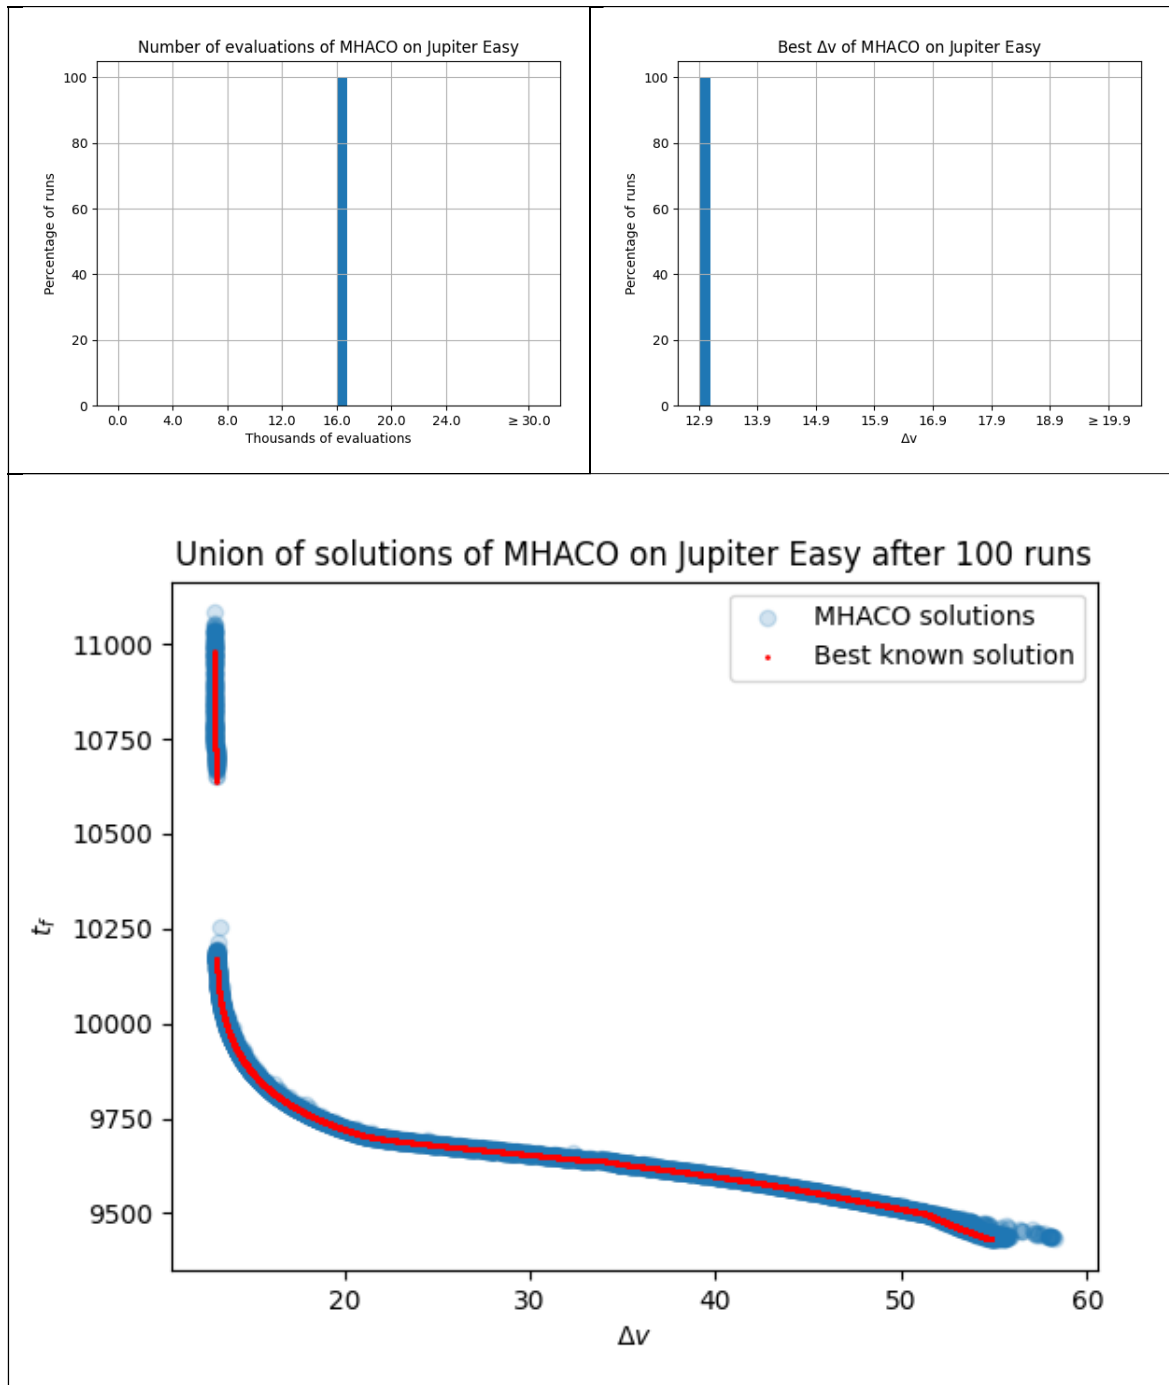 Number of evaluations of MHACO on Jupiter Easy
Percentage of runs
100
80
60
40
20
0
0.0 4.0 8.0 12.0 16.0 20.0 24.0 ≥ 30.0
Thousands of evaluations
Best Δv of MHACO on Jupiter Easy
Percentage of runs
100
80
60
40
20
0
12.9 13.9 14.9 15.9 16.9 17.9 18.9 ≥ 19.9
Δv
Union of solutions of MHACO on Jupiter Easy after 100 runs
MHACO solutions
Best known solution
t_f
11000
10750
10500
10250
10000
9750
9500
20 30 40 50 60
Δv